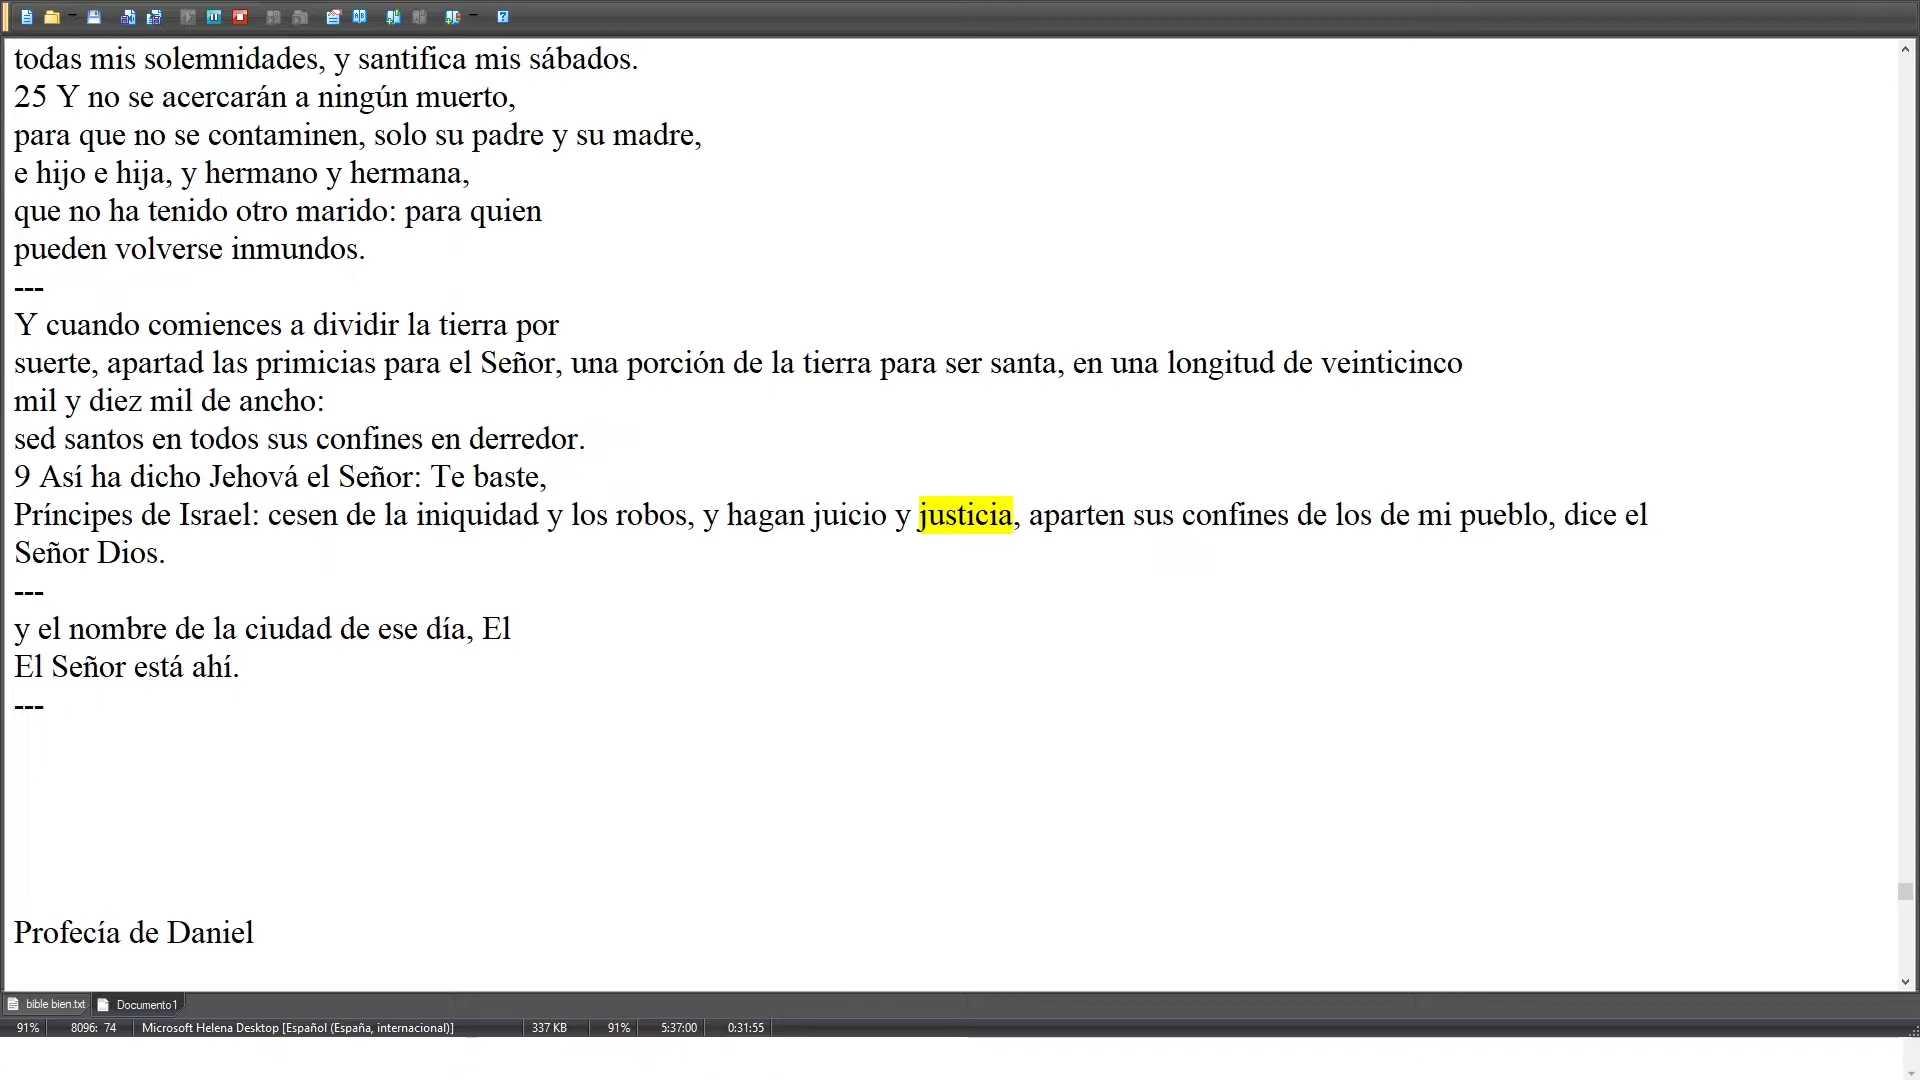 todas mis solemnidades, y santifica mis sábados.
25 Y no se acercarán a ningún muerto,
para que no se contaminen, solo su padre y su madre,
e hijo e hija, y hermano y hermana,
que no ha tenido otro marido: para quien
pueden volverse inmundos.
---
Y cuando comiences a dividir la tierra por
suerte, apartad las primicias para el Señor, una porción de la tierra para ser santa, en una longitud de veinticinco
mil y diez mil de ancho:
sed santos en todos sus confines en derredor.
9 Así ha dicho Jehová el Señor: Te baste,
Príncipes de Israel: cesen de la iniquidad y los robos, y hagan juicio y justicia, aparten sus confines de los de mi pueblo, dice el
Señor Dios.
---
y el nombre de la ciudad de ese día, El
El Señor está ahí.
---
Profecía de Daniel
bible bien.txt Documento1
91% 8096: 74 Microsoft Helena Desktop [Español (España, internacional)] 337 KB 91% 5:37:00 0:31:55